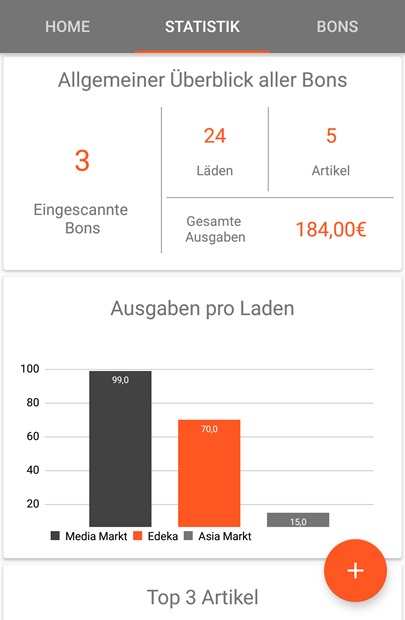 HOME STATISTIK BONS
Allgemeiner Überblick aller Bons
3
Eingescannte
Bons
24
Läden
5
Artikel
Gesamte
Ausgaben
184,00€
Ausgaben pro Laden
100
80
60
40
20
99,0
70,0
15,0
Media Markt Edeka Asia Markt
+
Top 3 Artikel